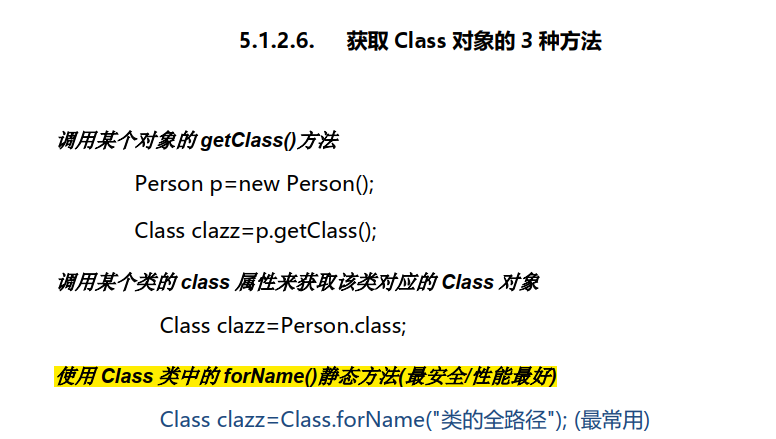 5.1.2.6. 获取 Class 对象的 3 种方法
调用某个对象的 getClass()方法
Person p=new Person();
Class clazz=p.getClass();
调用某个类的 class 属性来获取该类对应的 Class 对象
Class clazz=Person.class;
使用 Class 类中的 forName()静态方法(最安全/性能最好)
Class clazz=Class.forName("类的全路径"); (最常用)